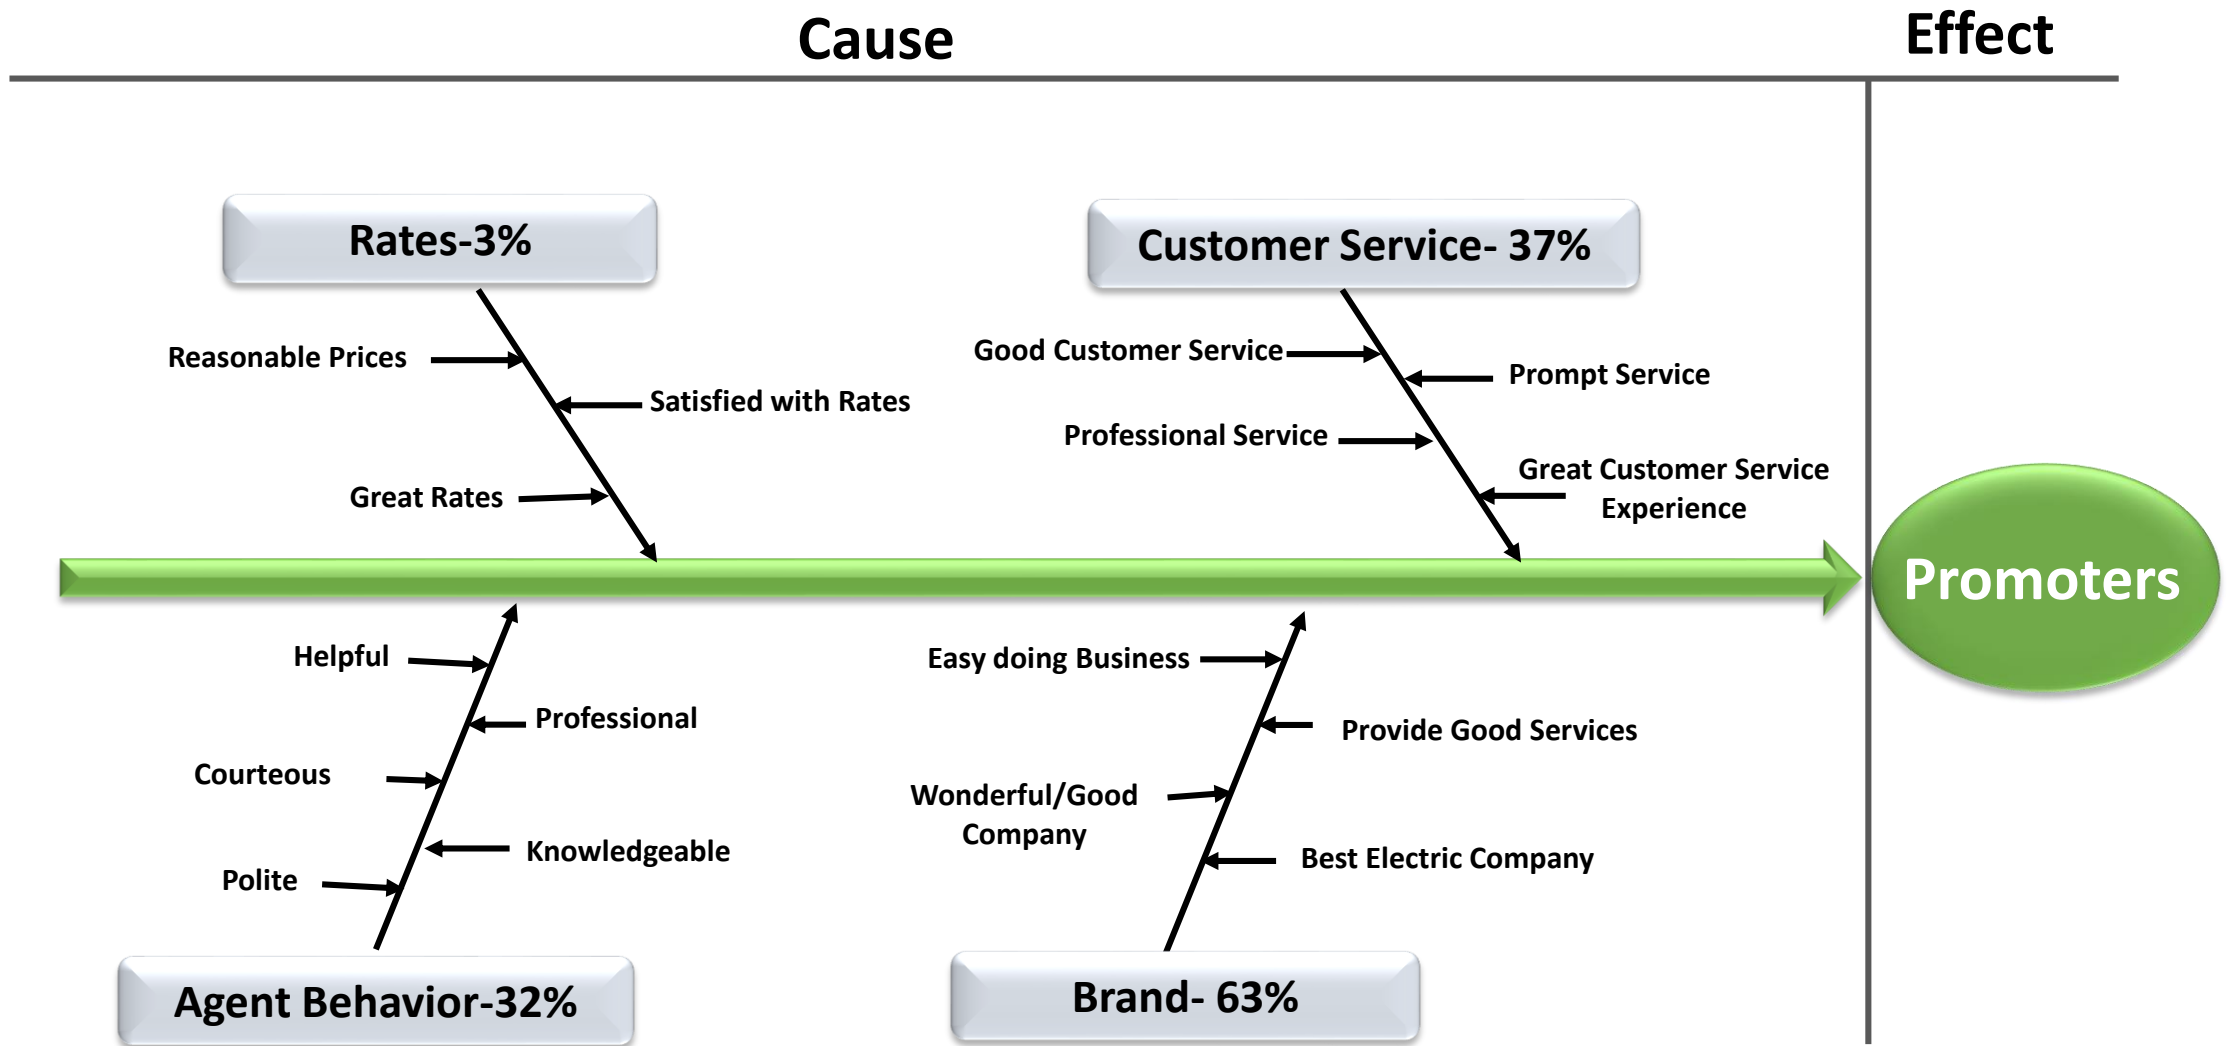 Cause
Effect
Rates-3%
Customer Service- 37%
Reasonable Prices
Satisfied with Rates
Great Rates
Good Customer Service
Prompt Service
Professional Service
Great Customer Service
Experience
Promoters
Helpful
Professional
Courteous
Knowledgeable
Polite
Agent Behavior-32%
Easy doing Business
Provide Good Services
Wonderful/Good
Company
Best Electric Company
Brand- 63%